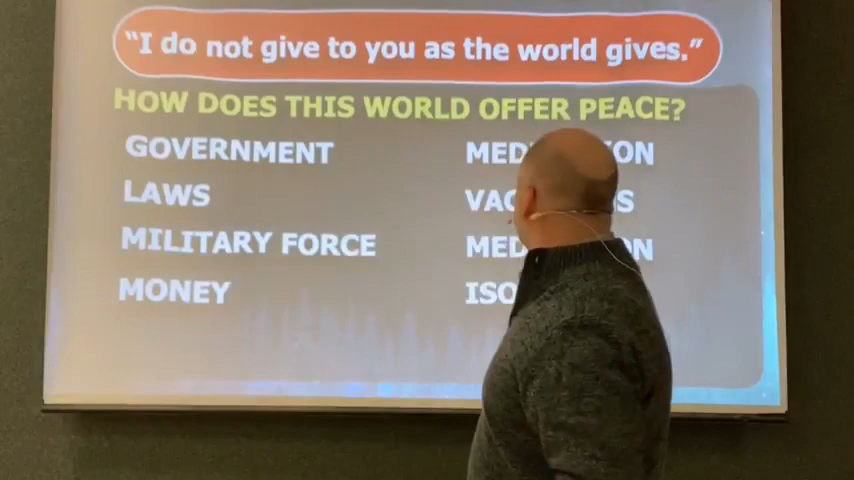 “I do not give to you as the world gives.”
HOW DOES THIS WORLD OFFER PEACE?
GOVERNMENT
LAWS
MILITARY FORCE
MONEY